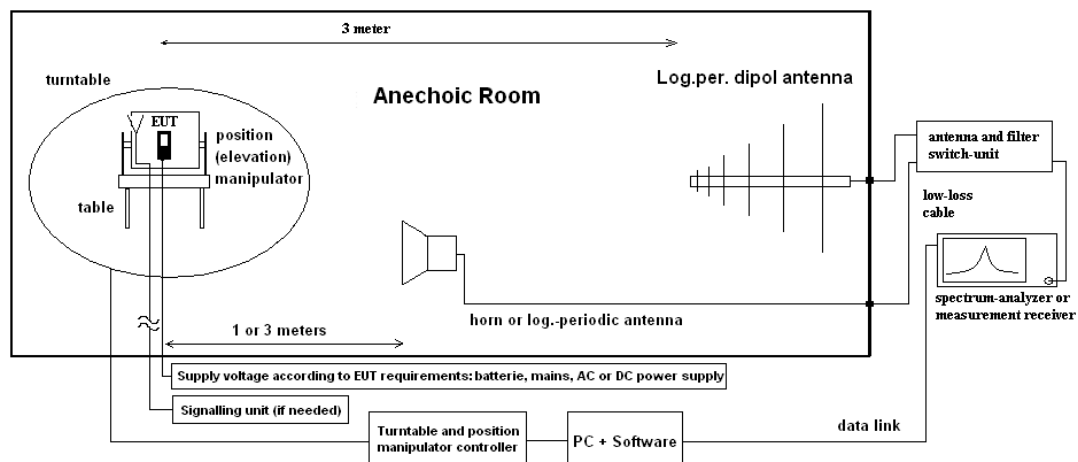 3 meter
turntable
Log.per. dipol antenna
Anechoic Room
EUT
position
(elevation)
manipulator
antenna and filter
switch-unit
table
low-loss
cable
spectrum-analyzer or
measurement receiver
horn or log.-periodic antenna
1 or 3 meters
Supply voltage according to EUT requirements: batterie, mains, AC or DC power supply
Signalling unit (if needed)
Turntable and position
manipulator controller
PC + Software
data link